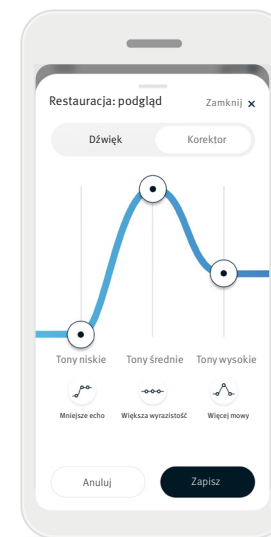 Restauracja: podgląd Zamknij ×
Dźwięk Korektor
Tony niskie Tony średnie Tony wysokie
Mniejsze echo Większa wyrazistość Więcej mowy
Anuluj Zapisz